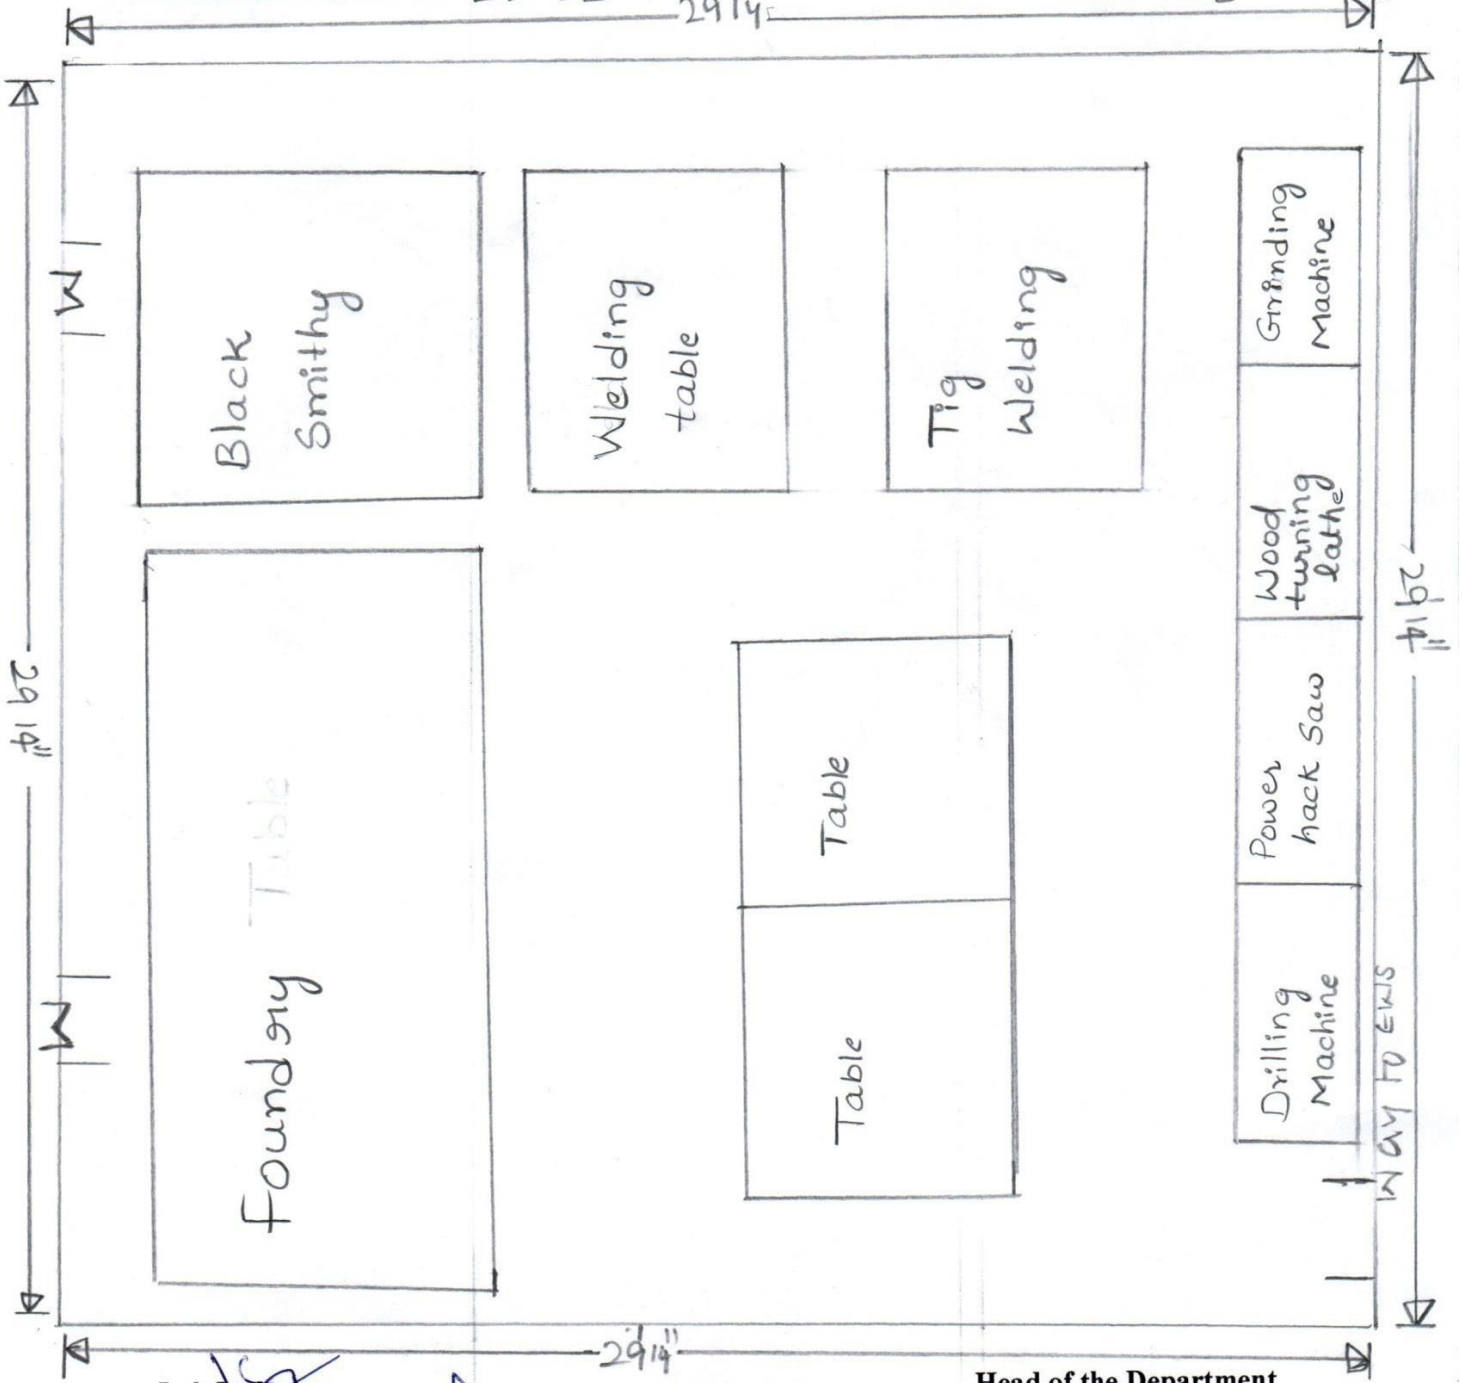 29'4"
W
Black
Smithy
Welding
table
Tig
Welding
Grinding
Machine
Wood
turning
lathe
29'4"
29'4"
Power
hack Saw
Foundry Table
Table
Table
Drilling
Machine
W
Way to EWS
29'4"
Head of the Department